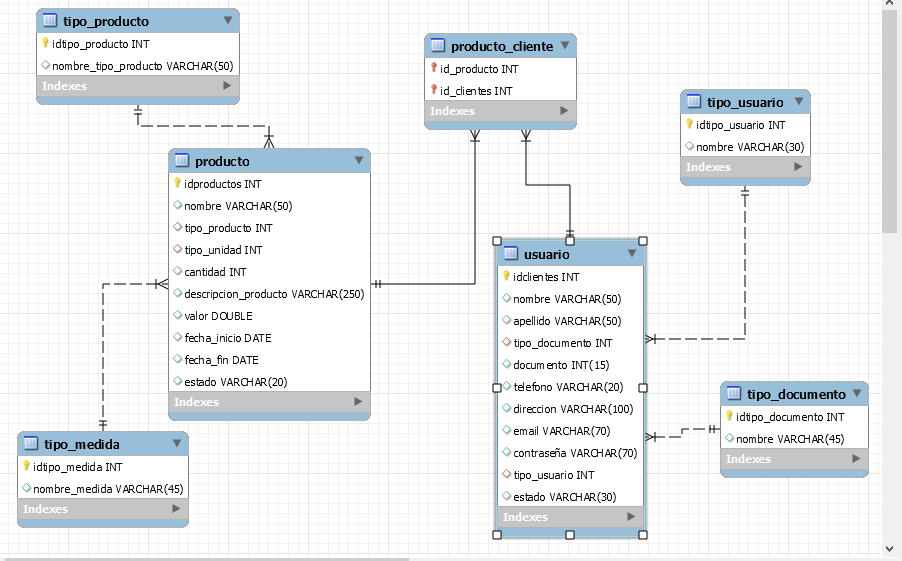 tipo_producto
idtipo_producto INT
nombre_tipo_producto VARCHAR(50)
Indexes
producto_cliente
id_producto INT
id_clientes INT
Indexes
tipo_usuario
idtipo_usuario INT
nombre VARCHAR(30)
Indexes
producto
idproductos INT
nombre VARCHAR(50)
tipo_producto INT
tipo_unidad INT
cantidad INT
descripcion_producto VARCHAR(250)
valor DOUBLE
fecha_inicio DATE
fecha_fin DATE
estado VARCHAR(20)
Indexes
usuario
idclientes INT
nombre VARCHAR(50)
apellido VARCHAR(50)
tipo_documento INT
documento INT(15)
telefono VARCHAR(20)
direccion VARCHAR(100)
email VARCHAR(70)
contraseña VARCHAR(70)
tipo_usuario INT
estado VARCHAR(30)
Indexes
tipo_documento
idtipo_documento INT
nombre VARCHAR(45)
Indexes
tipo_medida
idtipo_medida INT
nombre_medida VARCHAR(45)
Indexes